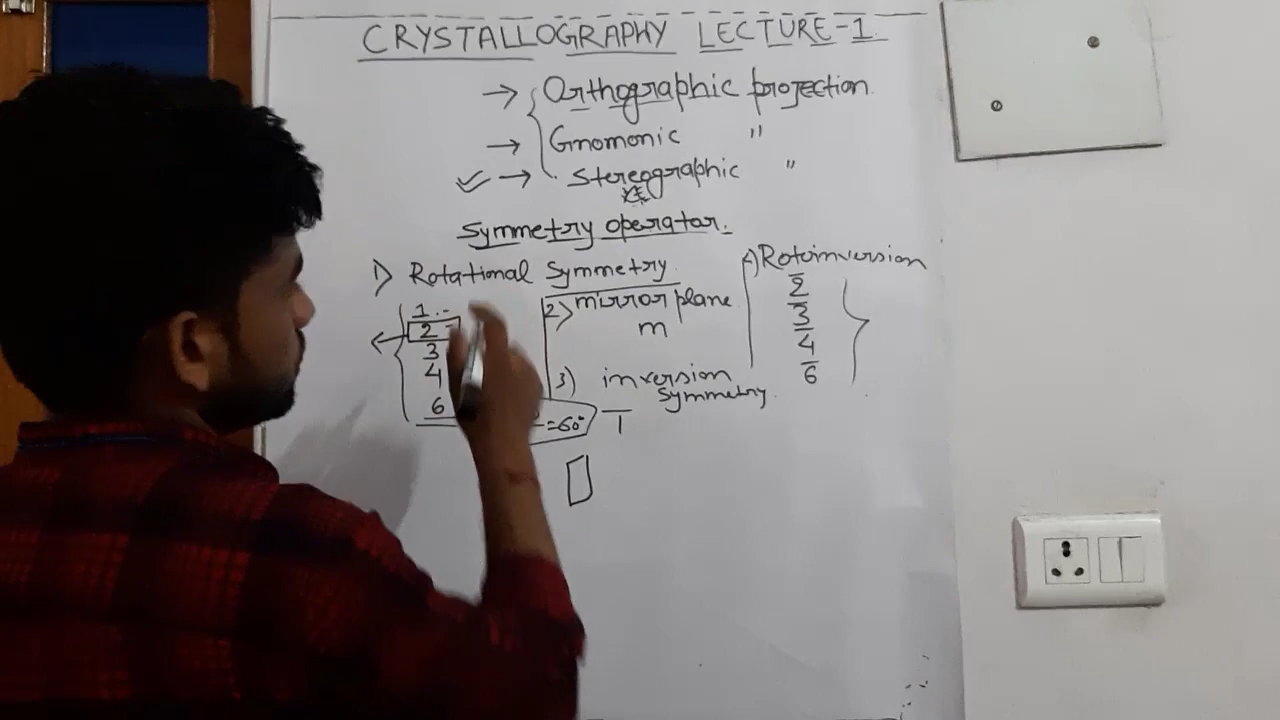 CRYSTALLOGRAPHY LECTURE-1.
→ Orthographic projection
→ Gnomonic "
→ Stereographic "
Symmetry operator.
1) Rotational Symmetry
1
2
3
4
6
=60°
2) mirror plane
m
3) inversion
Symmetry.
1̅
4) Rotoinversion
2̅
3̅
4̅
6̅